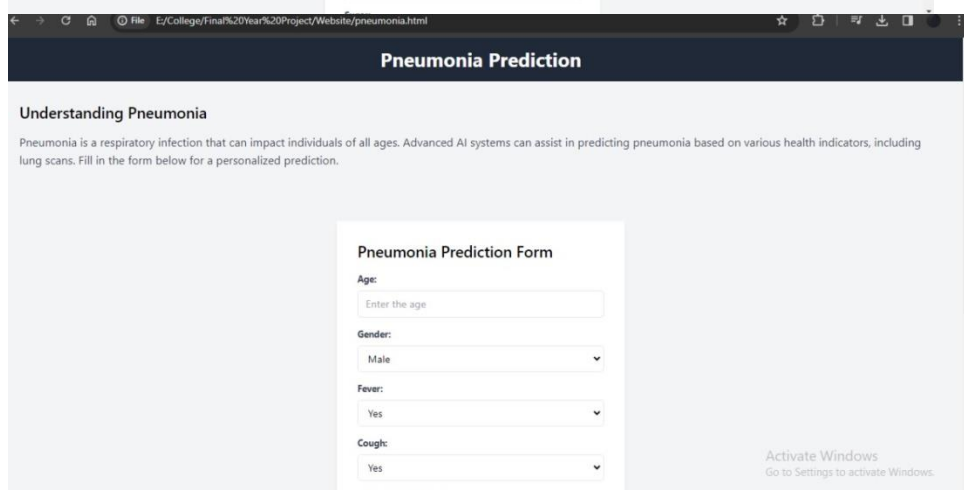 File E:/College/Final%20Year%20Project/Website/pneumonia.html
Pneumonia Prediction
Understanding Pneumonia
Pneumonia is a respiratory infection that can impact individuals of all ages. Advanced AI systems can assist in predicting pneumonia based on various health indicators, including
lung scans. Fill in the form below for a personalized prediction.
Pneumonia Prediction Form
Age:
Enter the age
Gender:
Male
Fever:
Yes
Cough:
Yes
Activate Windows
Go to Settings to activate Windows.